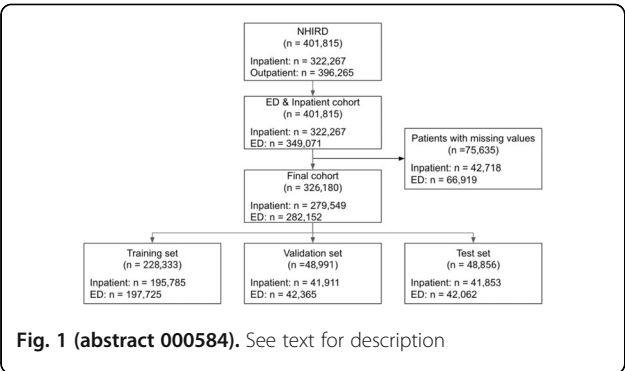 NHIRD
(n = 401,815)
Inpatient: n = 322,267
Outpatient: n = 396,265
ED & Inpatient cohort
(n = 401,815)
Inpatient: n = 322,267
ED: n = 349,071
Patients with missing values
(n =75,635)
Inpatient: n = 42,718
ED: n = 66,919
Final cohort
(n = 326,180)
Inpatient: n = 279,549
ED: n = 282,152
Training set
(n = 228,333)
Inpatient: n = 195,785
ED: n = 197,725
Validation set
(n =48,991)
Inpatient: n = 41,911
ED: n = 42,365
Test set
(n = 48,856)
Inpatient: n = 41,853
ED: n = 42,062
Fig. 1 (abstract 000584). See text for description